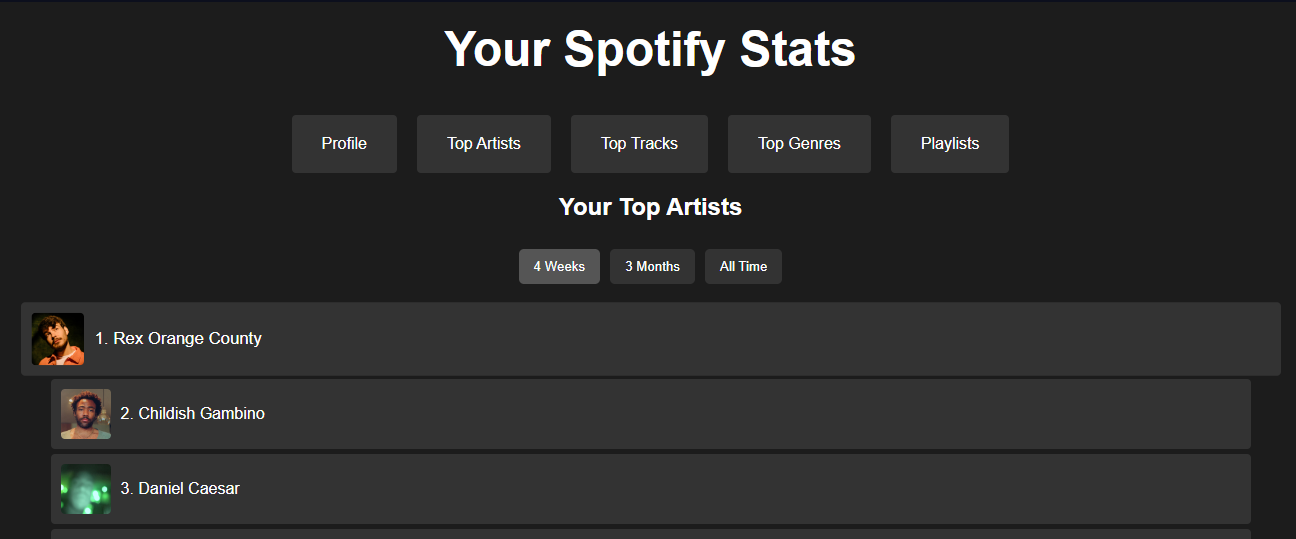 Your Spotify Stats
Profile Top Artists Top Tracks Top Genres Playlists
Your Top Artists
4 Weeks 3 Months All Time
1. Rex Orange County
2. Childish Gambino
3. Daniel Caesar